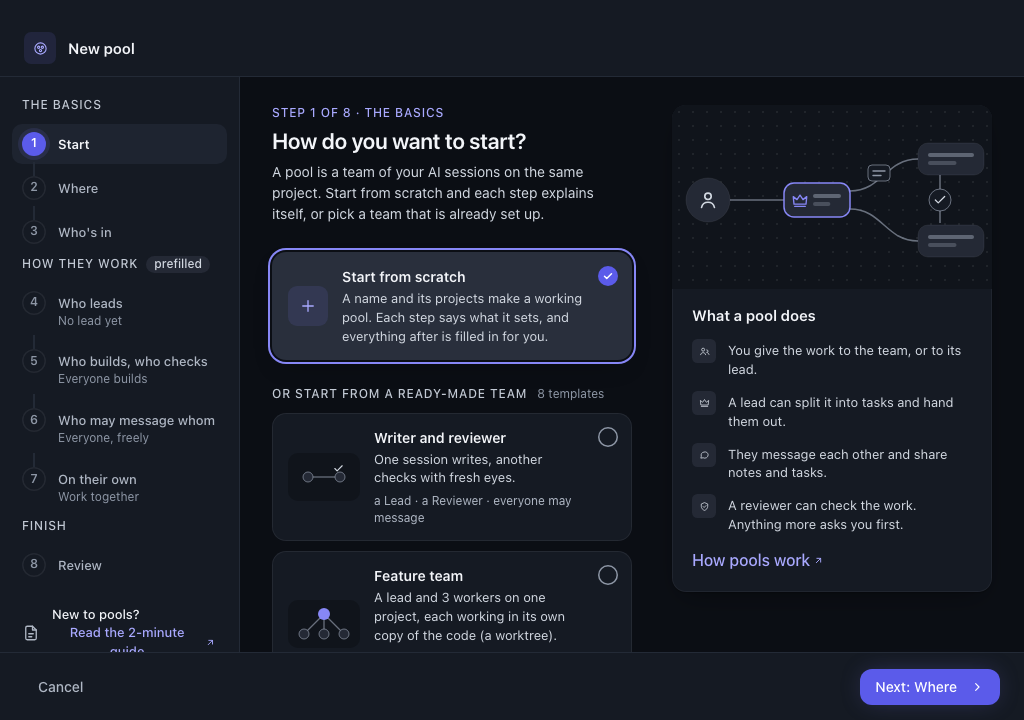 New pool
THE BASICS
1 Start
2 Where
3 Who's in
HOW THEY WORK prefilled
4 Who leads
No lead yet
5 Who builds, who checks
Everyone builds
6 Who may message whom
Everyone, freely
7 On their own
Work together
FINISH
8 Review
New to pools?
Read the 2-minute
guide
STEP 1 OF 8 · THE BASICS
How do you want to start?
A pool is a team of your AI sessions on the same
project. Start from scratch and each step explains
itself, or pick a team that is already set up.
Start from scratch
A name and its projects make a working
pool. Each step says what it sets, and
everything after is filled in for you.
OR START FROM A READY-MADE TEAM 8 templates
Writer and reviewer
One session writes, another
checks with fresh eyes.
a Lead · a Reviewer · everyone may
message
Feature team
A lead and 3 workers on one
project, each working in its own
copy of the code (a worktree).
What a pool does
You give the work to the team, or to its
lead.
A lead can split it into tasks and hand
them out.
They message each other and share
notes and tasks.
A reviewer can check the work.
Anything more asks you first.
How pools work
Cancel
Next: Where